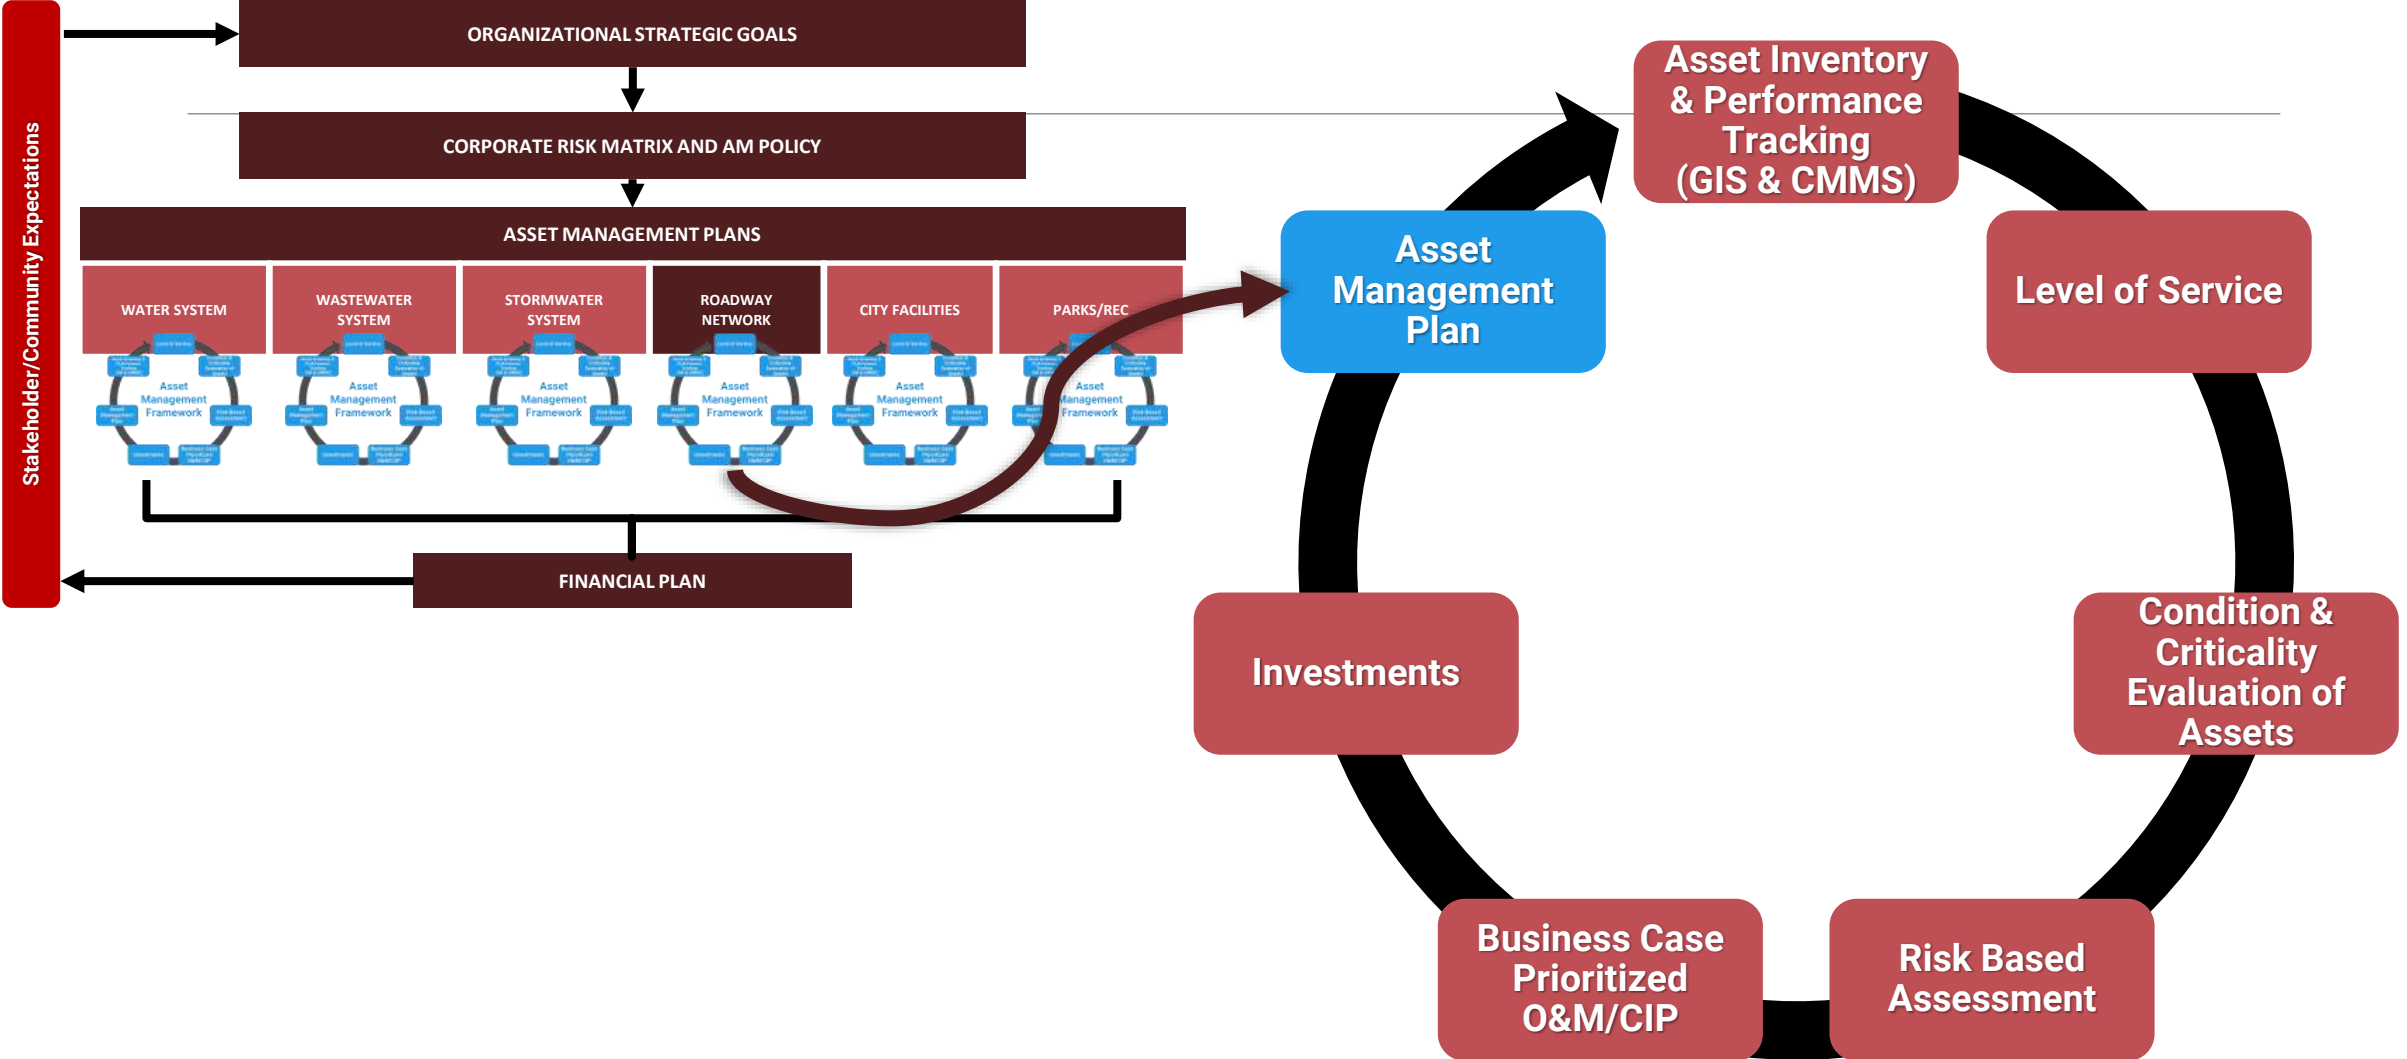 Stakeholder/Community Expectations
ORGANIZATIONAL STRATEGIC GOALS
CORPORATE RISK MATRIX AND AM POLICY
ASSET MANAGEMENT PLANS
WATER SYSTEM
WASTEWATER
SYSTEM
STORMWATER
SYSTEM
ROADWAY
NETWORK
CITY FACILITIES
PARKS/REC
Asset
Management
Framework
Asset
Management
Framework
Asset
Management
Framework
Asset
Management
Framework
Asset
Management
Framework
Asset
Management
Framework
FINANCIAL PLAN
Asset Inventory
& Performance
Tracking
(GIS & CMMS)
Level of Service
Condition &
Criticality
Evaluation of
Assets
Risk Based
Assessment
Business Case
Prioritized
O&M/CIP
Investments
Asset
Management
Plan